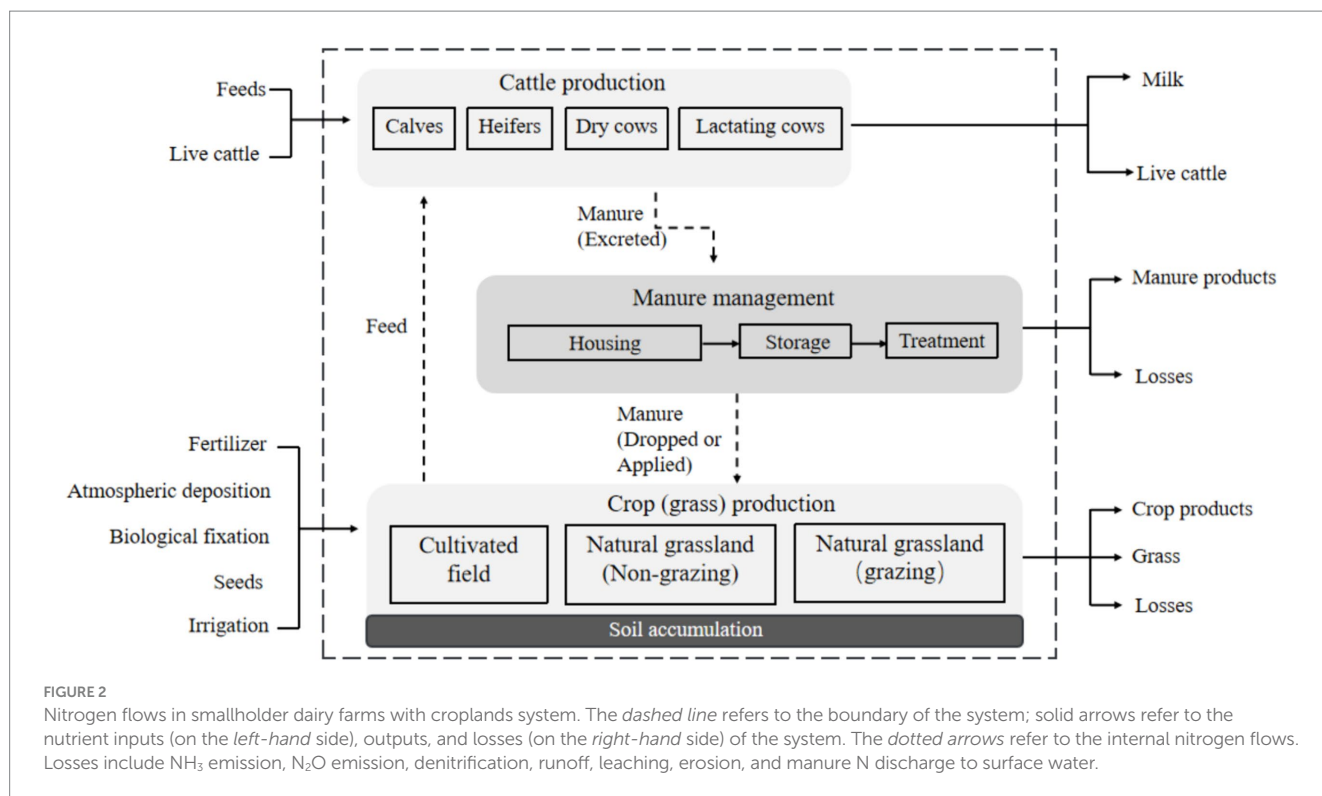 Cattle production
Feeds
Live cattle
Calves
Heifers
Dry cows
Lactating cows
Milk
Live cattle
Manure
(Excreted)
Manure management
Housing
Storage
Treatment
Manure products
Losses
Feed
Manure
(Dropped or
Applied)
Fertilizer
Atmospheric deposition
Biological fixation
Seeds
Irrigation
Crop (grass) production
Cultivated
field
Natural grassland
(Non-grazing)
Natural grassland
(grazing)
Soil accumulation
Crop products
Grass
Losses
FIGURE 2
Nitrogen flows in smallholder dairy farms with croplands system. The dashed line refers to the boundary of the system; solid arrows refer to the
nutrient inputs (on the left-hand side), outputs, and losses (on the right-hand side) of the system. The dotted arrows refer to the internal nitrogen flows.
Losses include NH₃ emission, N₂O emission, denitrification, runoff, leaching, erosion, and manure N discharge to surface water.